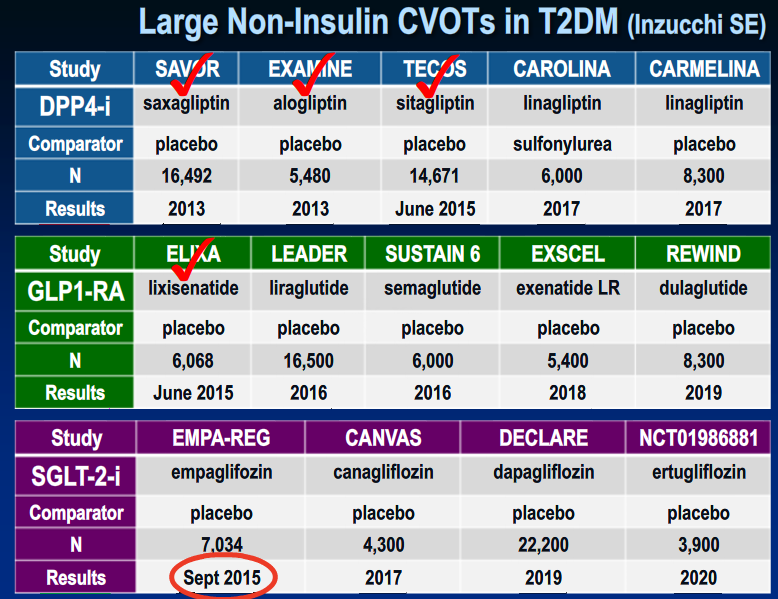 Large Non-Insulin CVOTs in T2DM (Inzucchi SE)
Study SAVOR EXAMINE TECOS CAROLINA CARMELINA
DPP4-i saxagliptin alogliptin sitagliptin linagliptin linagliptin
Comparator placebo placebo placebo sulfonylurea placebo
N 16,492 5,480 14,671 6,000 8,300
Results 2013 2013 June 2015 2017 2017
Study ELIXA LEADER SUSTAIN 6 EXSCEL REWIND
GLP1-RA lixisenatide liraglutide semaglutide exenatide LR dulaglutide
Comparator placebo placebo placebo placebo placebo
N 6,068 16,500 6,000 5,400 8,300
Results June 2015 2016 2016 2018 2019
Study EMPA-REG CANVAS DECLARE NCT01986881
SGLT-2-i empaglifozin canagliflozin dapagliflozin ertugliflozin
Comparator placebo placebo placebo placebo
N 7,034 4,300 22,200 3,900
Results Sept 2015 2017 2019 2020